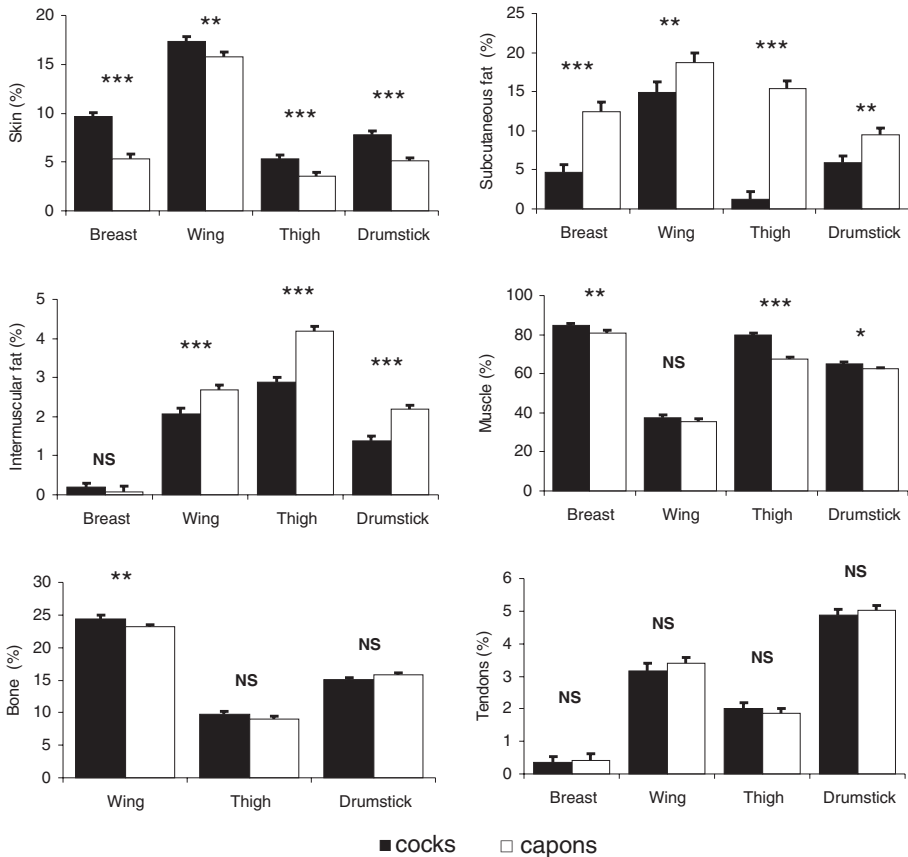 20
15
10
5
0
Skin (%)
***
**
***
***
Breast Wing Thigh Drumstick
25
20
15
10
5
0
Subcutaneous fat (%)
***
**
***
**
Breast Wing Thigh Drumstick
5
4
3
2
1
0
Intermuscular fat (%)
NS
***
***
***
Breast Wing Thigh Drumstick
100
80
60
40
20
0
Muscle (%)
**
NS
***
*
Breast Wing Thigh Drumstick
30
25
20
15
10
5
0
Bone (%)
**
NS
NS
Wing Thigh Drumstick
6
5
4
3
2
1
0
Tendons (%)
NS
NS
NS
NS
Breast Wing Thigh Drumstick
cocks capons